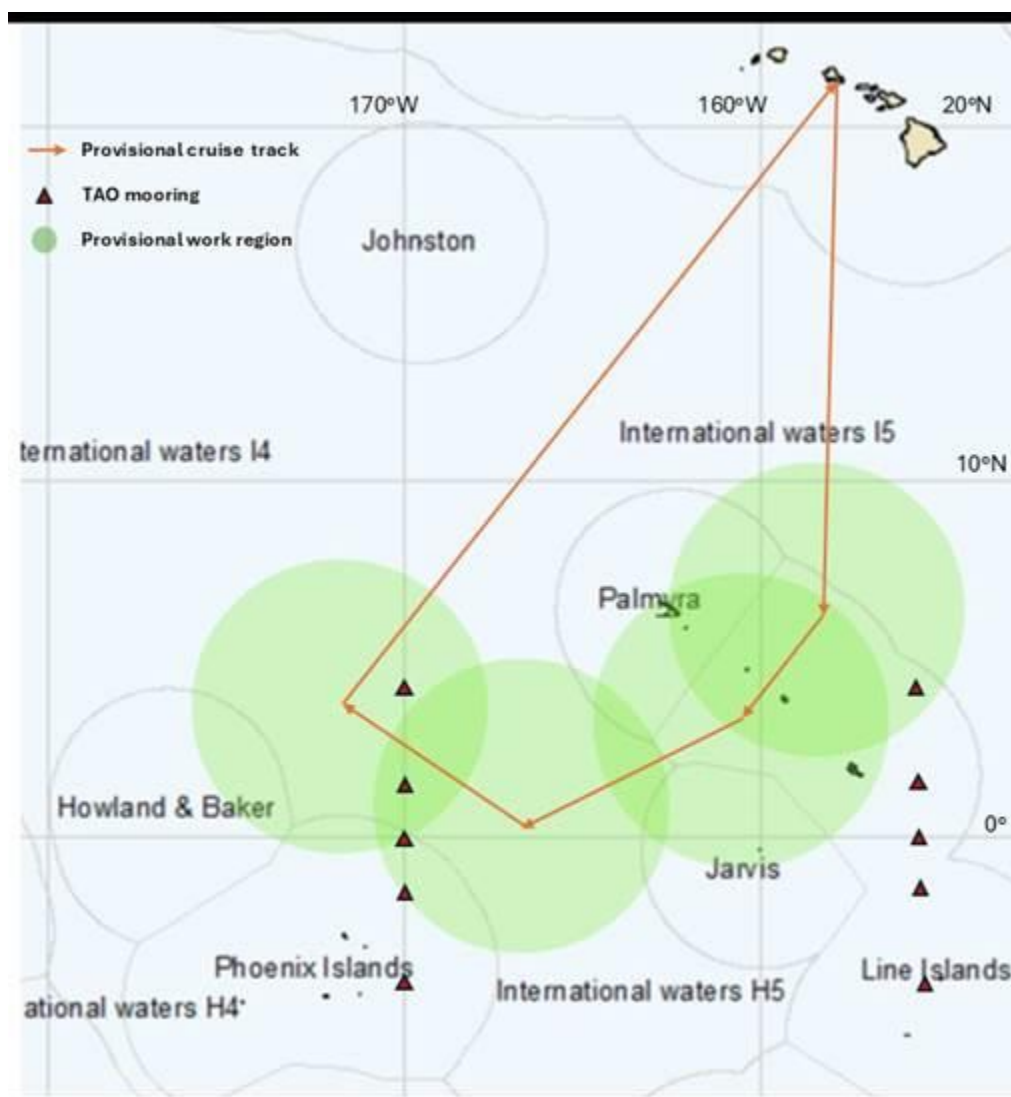 170°W
160°W
20°N
Provisional cruise track
TAO mooring
Provisional work region
Johnston
International waters I5
ternational waters I4
10°N
Palmyra
Howland & Baker
0°
Jarvis
Phoenix Islands
Line Islands
International waters H5
ational waters H4